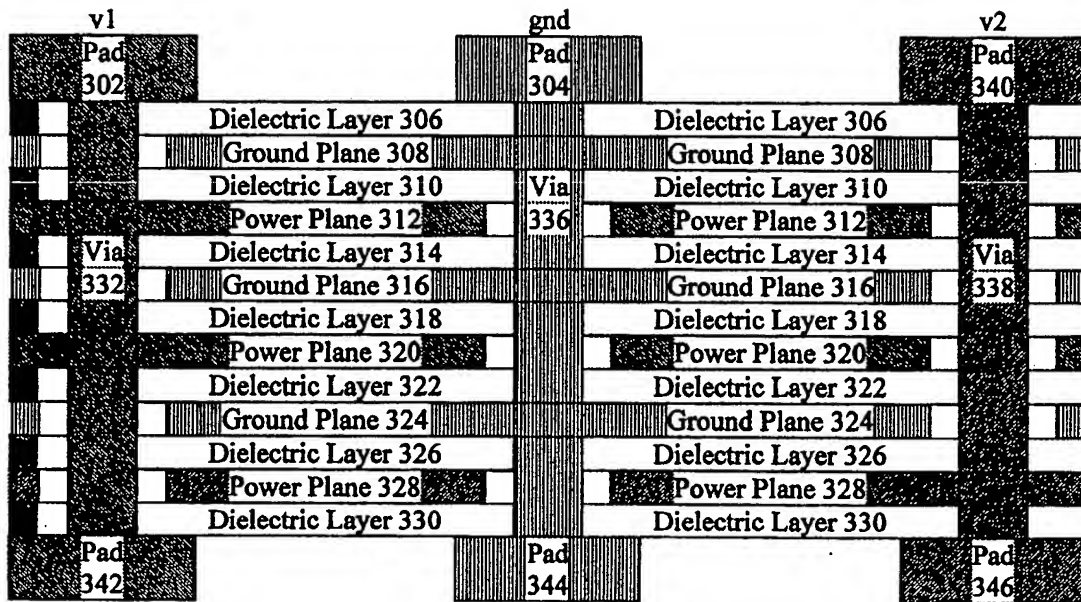 v1 gnd v2
Pad Pad Pad
302 304 340
Dielectric Layer 306 Dielectric Layer 306
Ground Plane 308 Ground Plane 308
Dielectric Layer 310 Via Dielectric Layer 310
Power Plane 312 336 Power Plane 312
Via Dielectric Layer 314 Dielectric Layer 314 Via
332 Ground Plane 316 Ground Plane 316 338
Dielectric Layer 318 Dielectric Layer 318
Power Plane 320 Power Plane 320
Dielectric Layer 322 Dielectric Layer 322
Ground Plane 324 Ground Plane 324
Dielectric Layer 326 Dielectric Layer 326
Power Plane 328 Power Plane 328
Dielectric Layer 330 Dielectric Layer 330
Pad Pad Pad
342 344 346